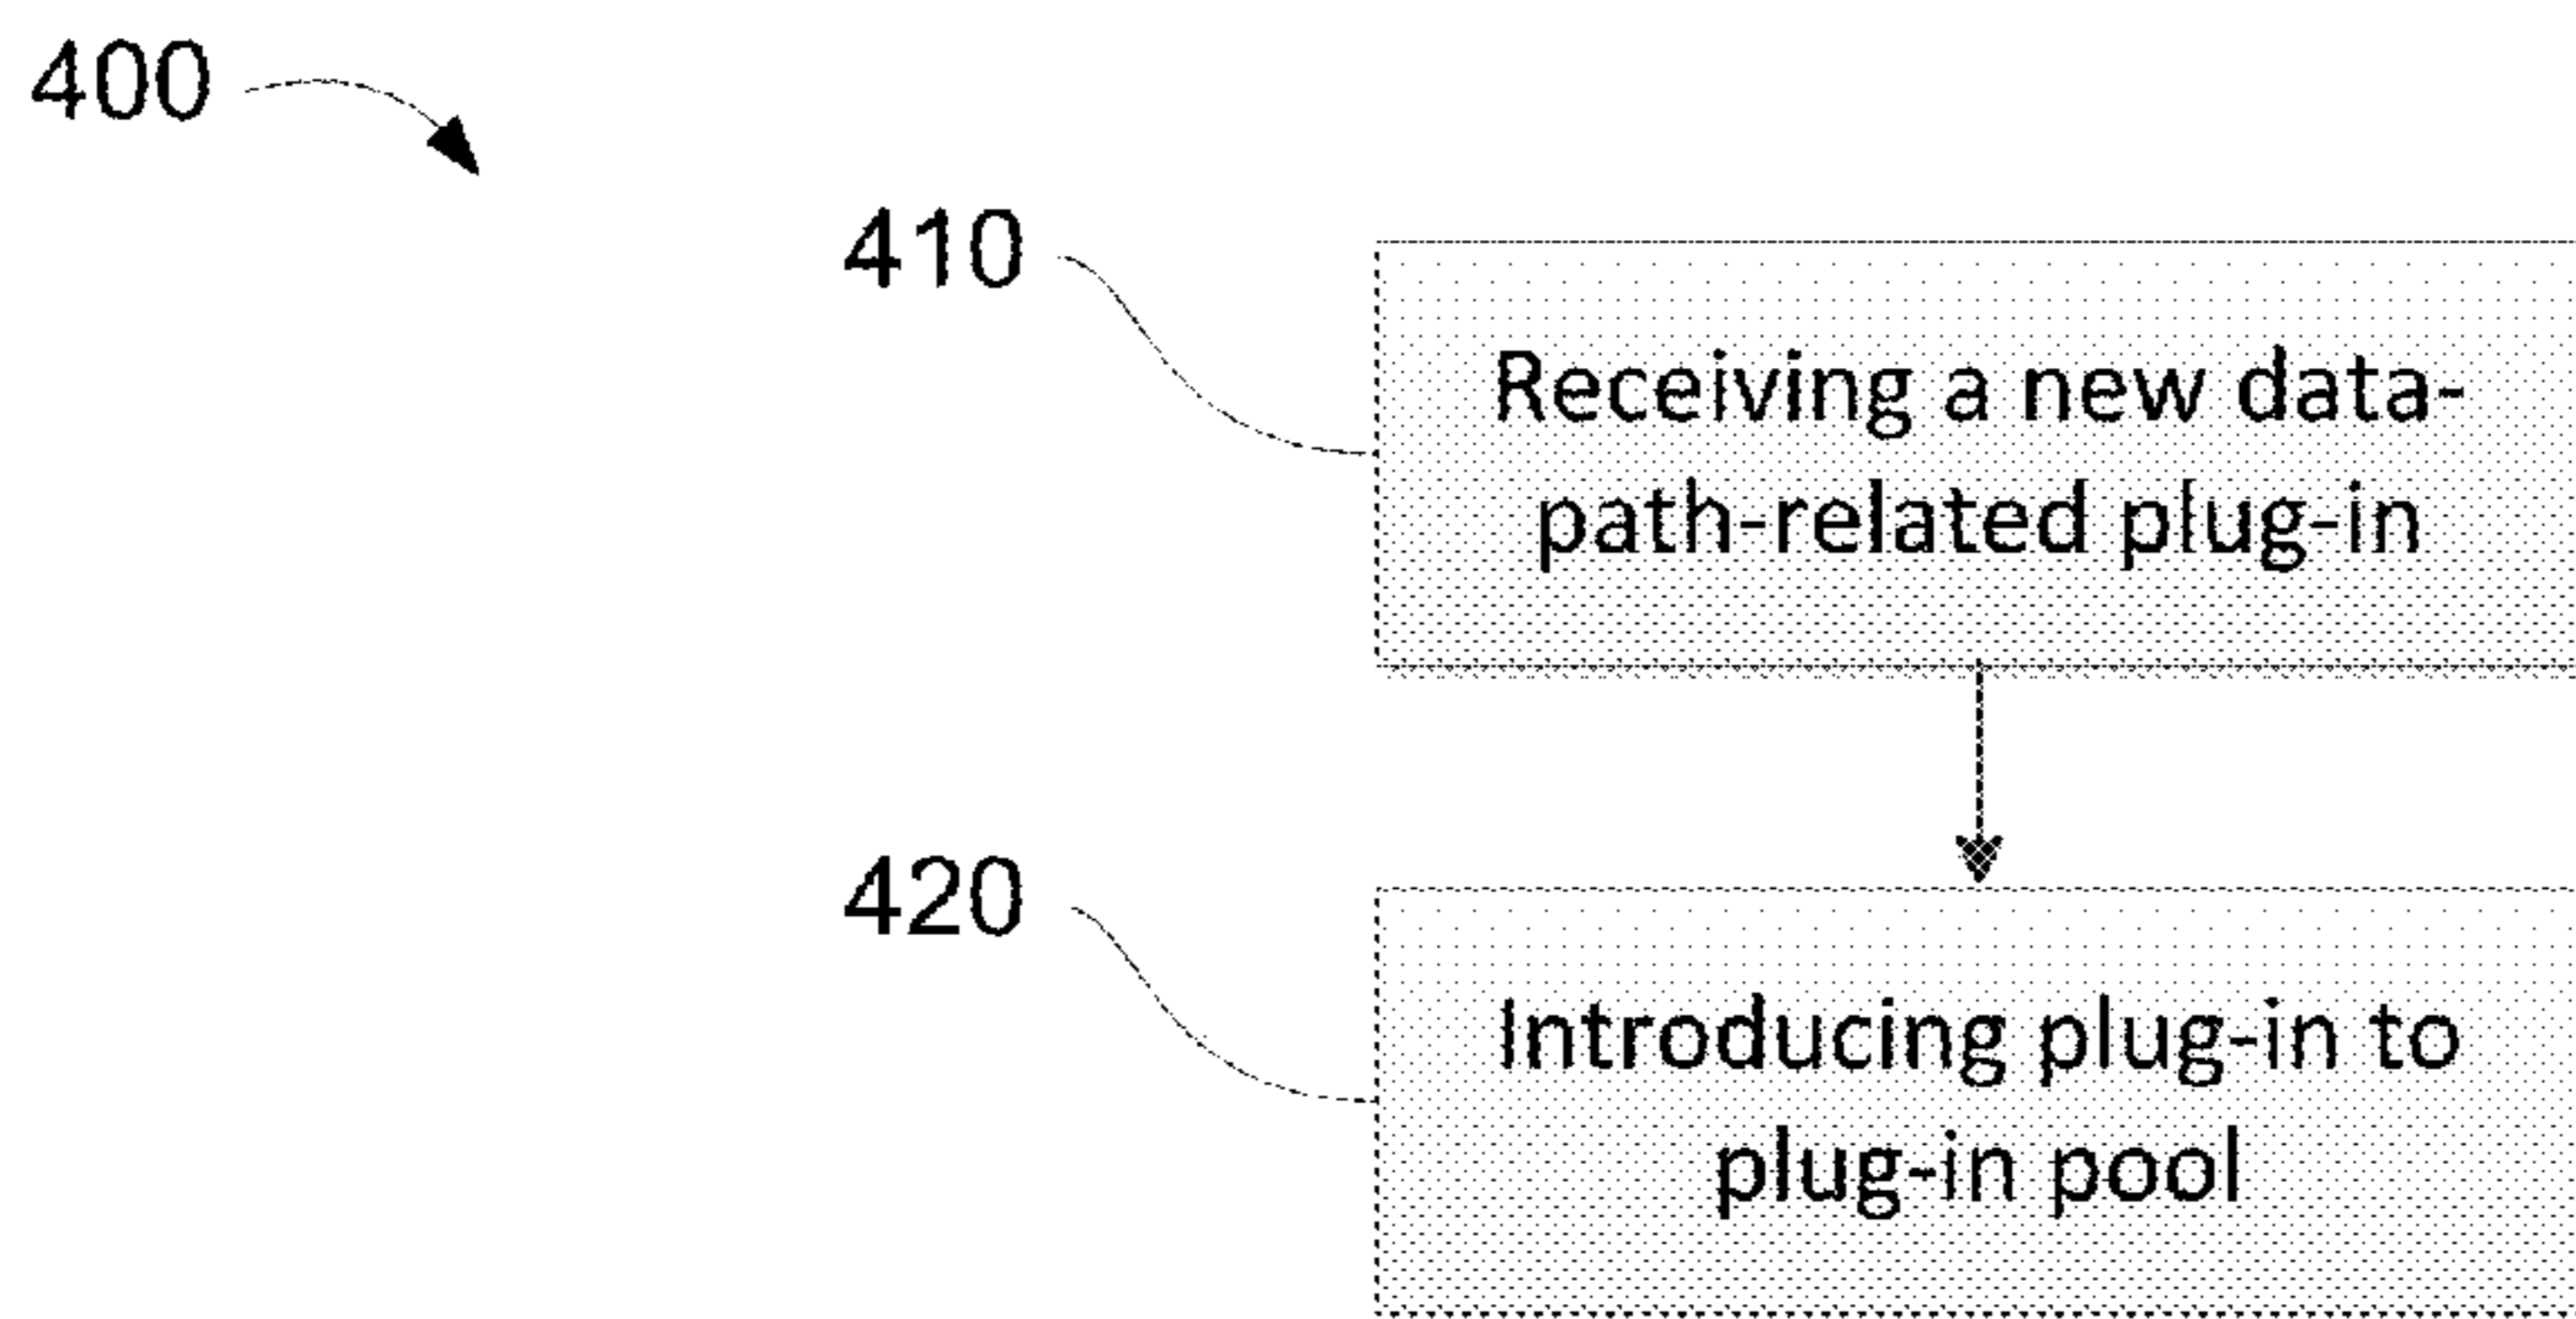 400
410
Receiving a new data-
path-related plug-in
420
Introducing plug-in to
plug-in pool